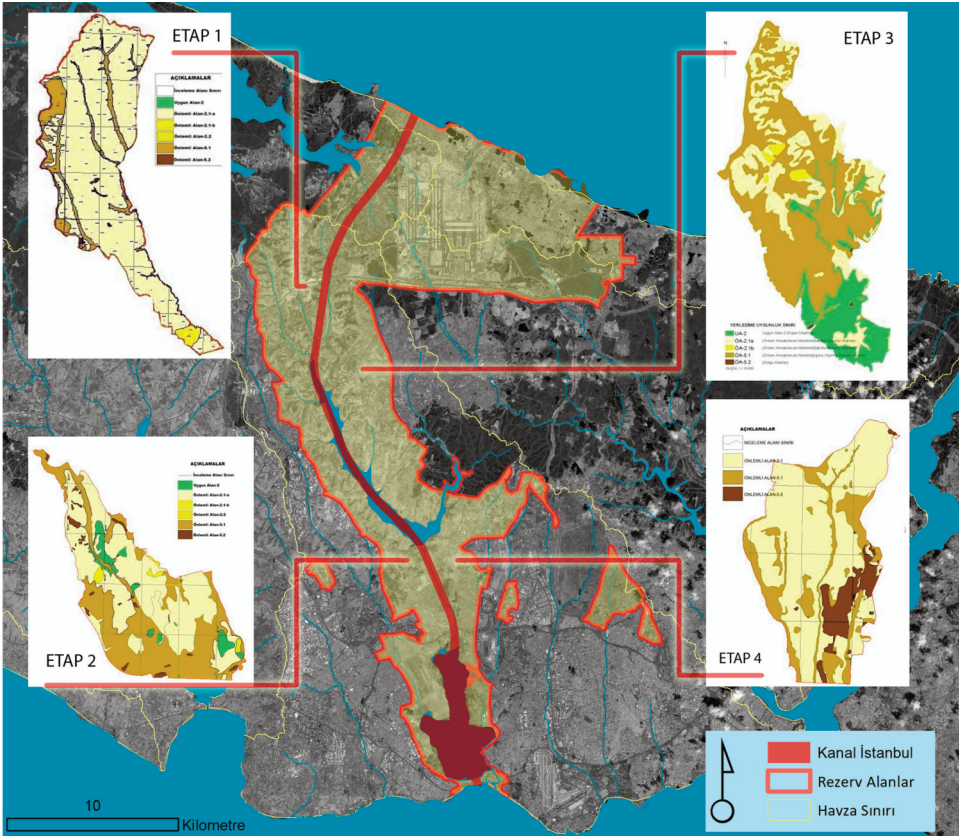 ETAP 1
AÇIKLAMALAR
İnceleme Alanı Sınırı
Uygun Alan-2
Önlemli Alan-2.1-a
Önlemli Alan-2.1-b
Önlemli Alan-2.2
Önlemli Alan-5.1
Önlemli Alan-5.2
ETAP 3
N
YERLEŞİME UYGUNLUK SINIRI
UA-2
ÖA-2.1a
ÖA-2.1b
ÖA-5.1
ÖA-5.2
ETAP 2
AÇIKLAMALAR
İnceleme Alanı Sınırı
Uygun Alan-2
Önlemli Alan-2.1-a
Önlemli Alan-2.1-b
Önlemli Alan-2.2
Önlemli Alan-5.1
Önlemli Alan-5.2
ETAP 4
AÇIKLAMALAR
İNCELEME ALANI SINIRI
ÖNLEMLİ ALAN-2.1
ÖNLEMLİ ALAN-5.1
ÖNLEMLİ ALAN-5.2
Kanal İstanbul
Rezerv Alanlar
Havza Sınırı
10
Kilometre